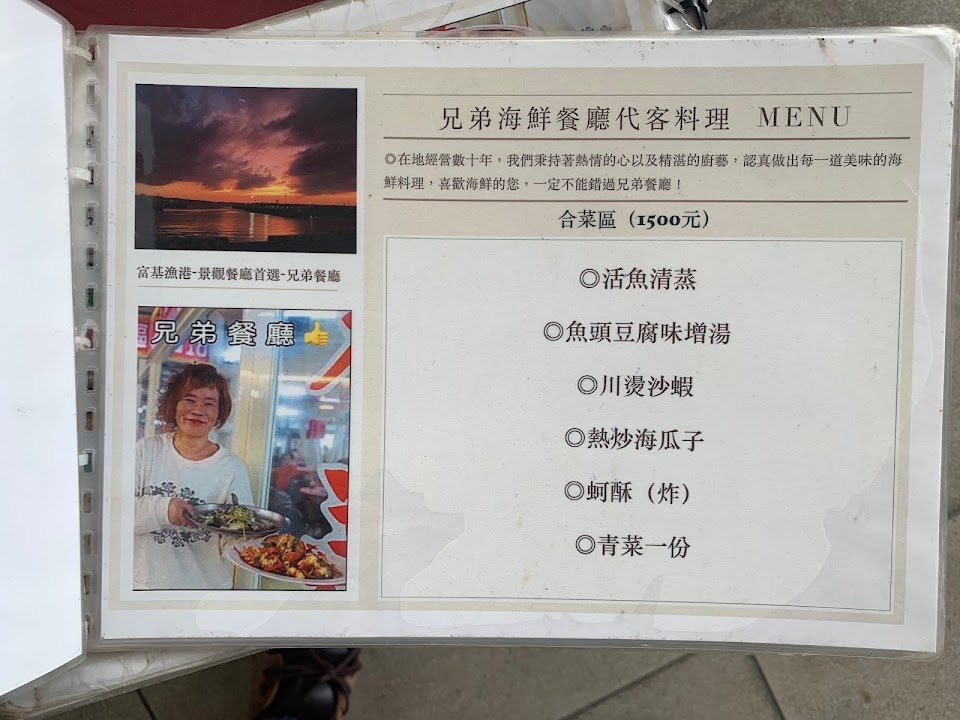 兄弟海鮮餐廳代客料理 MENU
◎在地經營數十年，我們秉持著熱情的心以及精湛的廚藝，認真做出每一道美味的海
鮮料理，喜歡海鮮的您，一定不能錯過兄弟餐廳！
合菜區（1500元）
◎活魚清蒸
◎魚頭豆腐味增湯
◎川燙沙蝦
◎熱炒海瓜子
◎蚵酥（炸）
◎青菜一份
富基漁港-景觀餐廳首選-兄弟餐廳
兄弟餐廳👍